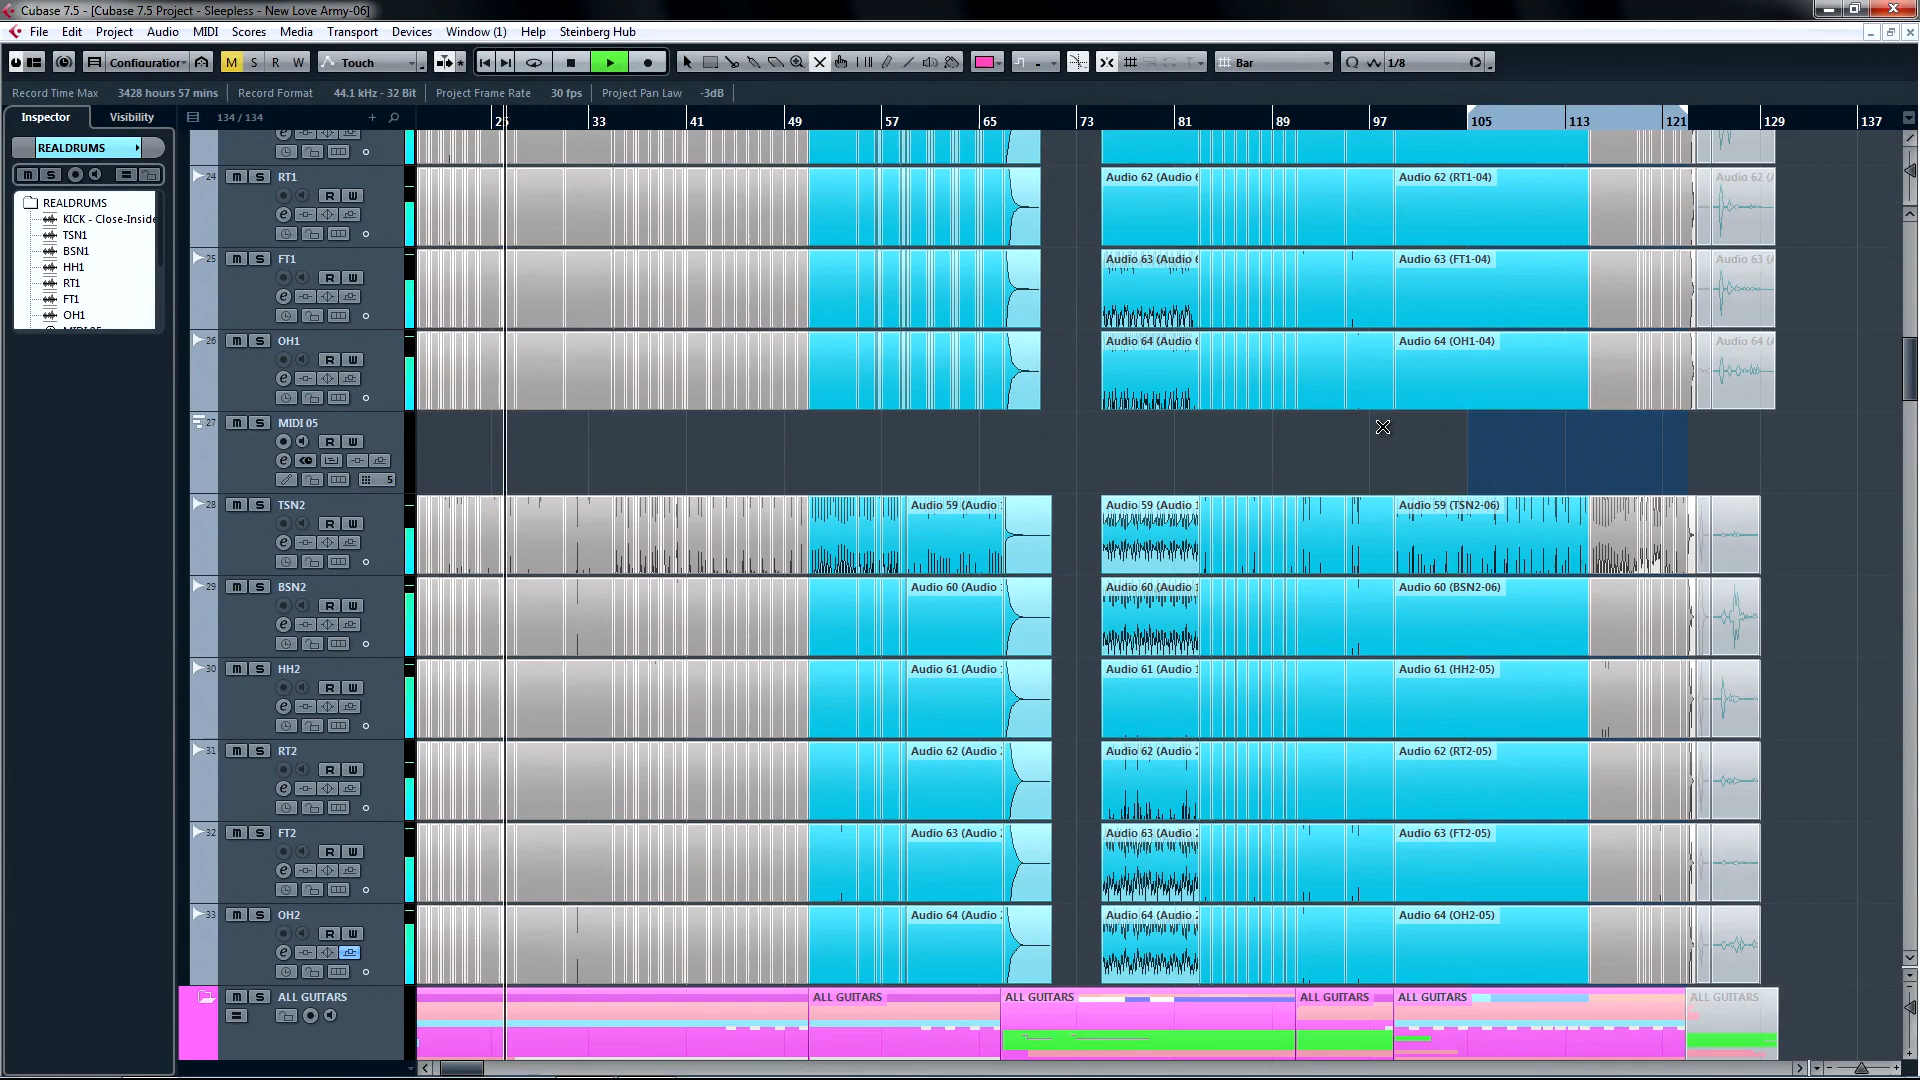 Cubase 7.5 - [Cubase 7.5 Project - Sleepless - New Love Army-06]
File Edit Project Audio MIDI Scores Media Transport Devices Window (1) Help Steinberg Hub
Configuration M S R W Touch Bar 1/8
Record Time Max 3428 hours 57 mins Record Format 44.1 kHz - 32 Bit Project Frame Rate 30 fps Project Pan Law -3dB
Inspector Visibility 134 / 134 33 41 49 57 65 73 81 89 97 105 113 121 129 137
REALDRUMS
m S
REALDRUMS
KICK - Close-Inside
TSN1
BSN1
HH1
RT1
FT1
OH1
24 m S RT1 Audio 62 (Audio 6 Audio 62 (RT1-04) Audio 62 (A
R W
e
25 m S FT1 Audio 63 (Audio 6 Audio 63 (FT1-04) Audio 63 (A
R W
e
26 m S OH1 Audio 64 (Audio 6 Audio 64 (OH1-04) Audio 64 (A
R W
e
27 m S MIDI 05
R W
e
5
28 m S TSN2 Audio 59 (Audio Audio 59 (Audio 1 Audio 59 (TSN2-06)
R W
e
29 m S BSN2 Audio 60 (Audio Audio 60 (Audio 1 Audio 60 (BSN2-06)
R W
e
30 m S HH2 Audio 61 (Audio Audio 61 (Audio 1 Audio 61 (HH2-05)
R W
e
31 m S RT2 Audio 62 (Audio Audio 62 (Audio 2 Audio 62 (RT2-05)
R W
e
32 m S FT2 Audio 63 (Audio Audio 63 (Audio 2 Audio 63 (FT2-05)
R W
e
33 m S OH2 Audio 64 (Audio Audio 64 (Audio 2 Audio 64 (OH2-05)
R W
e
m S ALL GUITARS ALL GUITARS ALL GUITARS ALL GUITARS ALL GUITARS ALL GUITARS